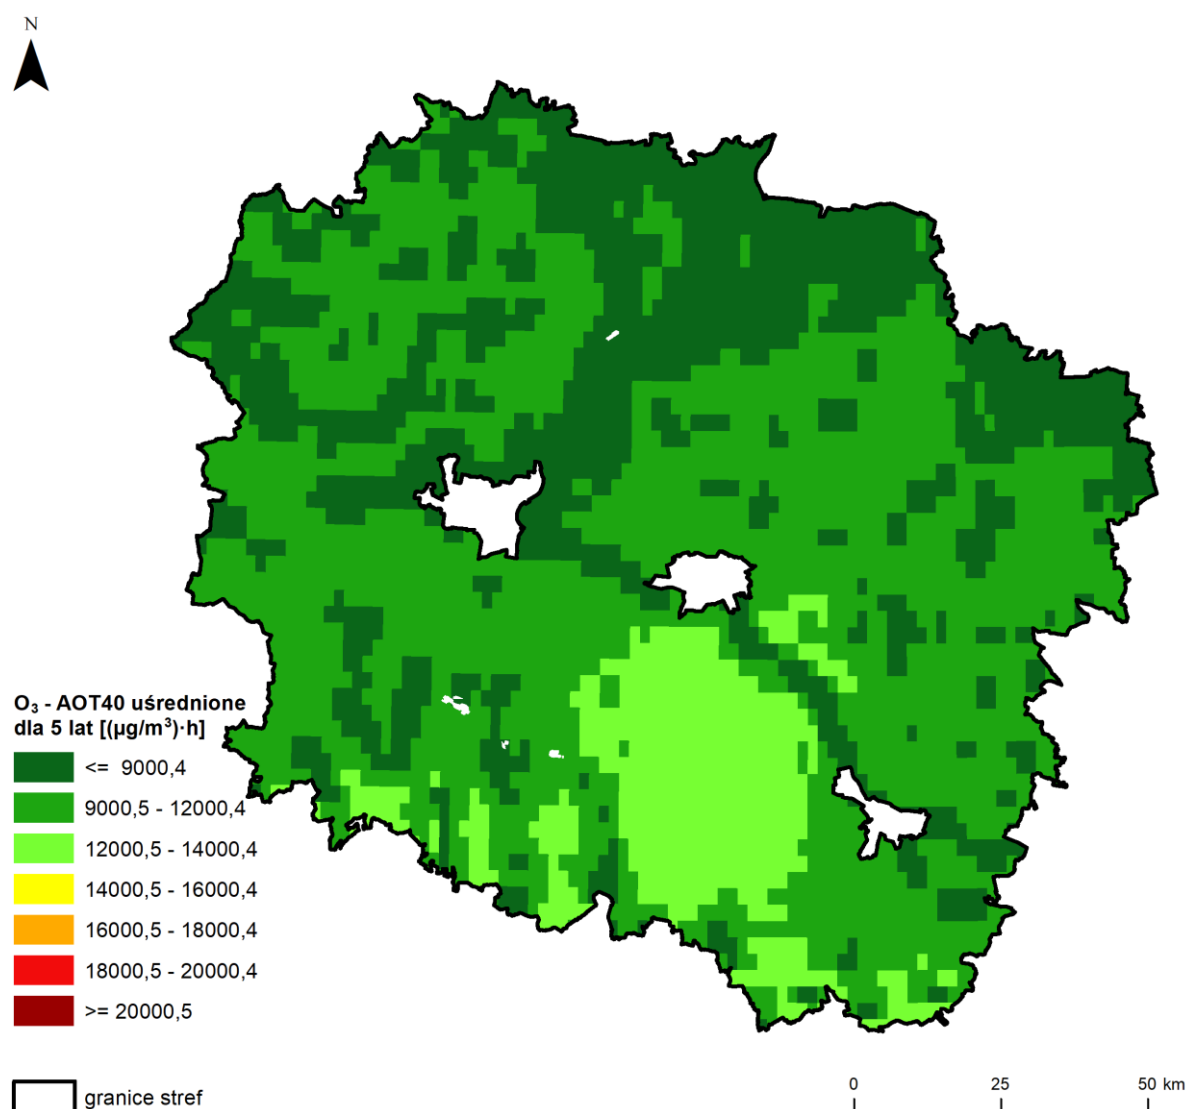 N
O₃ - AOT40 uśrednione
dla 5 lat [(µg/m³)·h]
<= 9000,4
9000,5 - 12000,4
12000,5 - 14000,4
14000,5 - 16000,4
16000,5 - 18000,4
18000,5 - 20000,4
>= 20000,5
granice stref
0 25 50 km